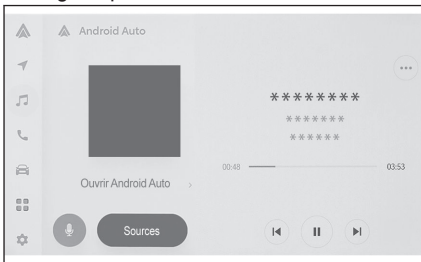 Android Auto
********
*******
******
00:48
03:53
Ouvrir Android Auto
Sources